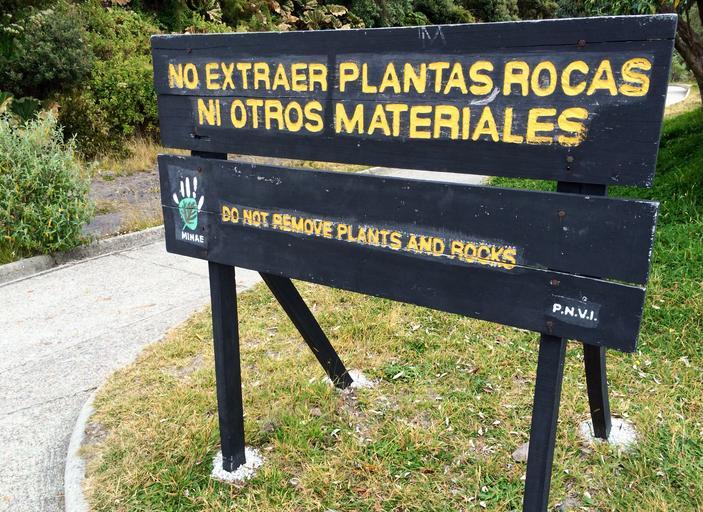 NO EXTRAER PLANTAS ROCAS
NI OTROS MATERIALES
DO NOT REMOVE PLANTS AND ROCKS
MINAE
P.N.V.I.